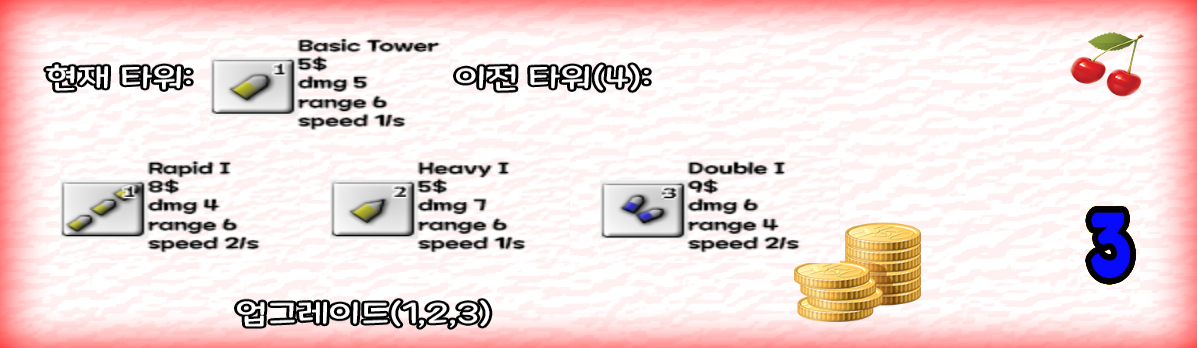 현재 타워:
1
Basic Tower
5$
dmg 5
range 6
speed 1/s
이전 타워(4):
1
Rapid I
8$
dmg 4
range 6
speed 2/s
2
Heavy I
5$
dmg 7
range 6
speed 1/s
3
Double I
9$
dmg 6
range 4
speed 2/s
3
업그레이드(1,2,3)